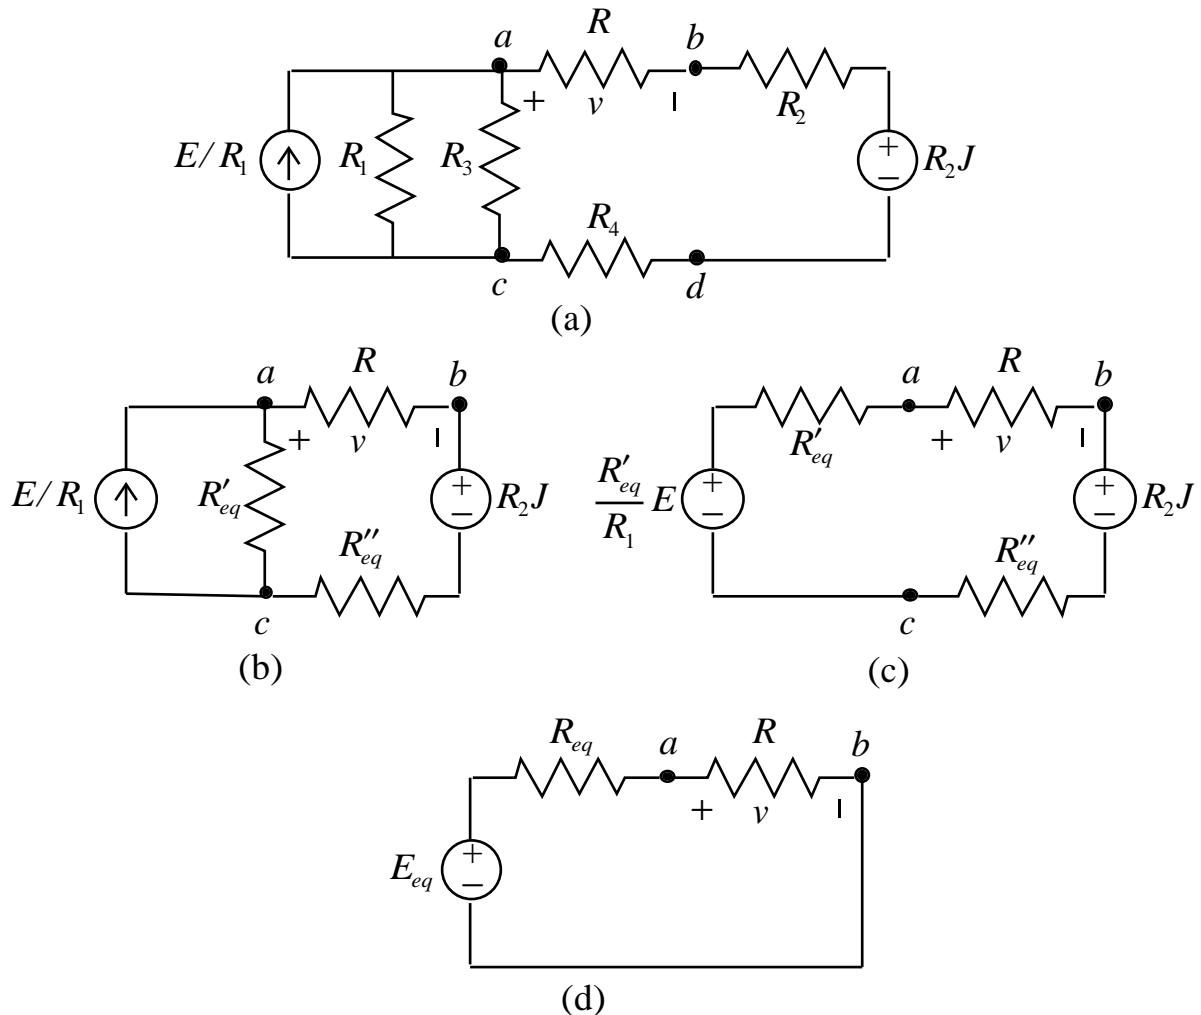 a R b
+ v − R₂
E/R₁ R₁ R₃ + − R₂J
R₄
c d
(a)
a R b
+ v −
E/R₁ R′eq + − R₂J
R″eq
c
(b)
a R b
R′eq + v −
R′eq/R₁ E + − + − R₂J
R″eq
c
(c)
Req a R b
+ v −
Eeq + −
(d)